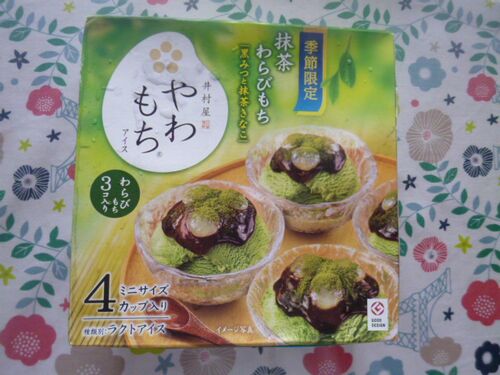 季節限定
抹茶
わらびもち
[黒みつと抹茶きなこ]
井村屋
やわ
もち®
アイス
わらび
もち
3コ入り
4 ミニサイズ
カップ入り
種類別:ラクトアイス
イメージ写真
G
GOOD DESIGN